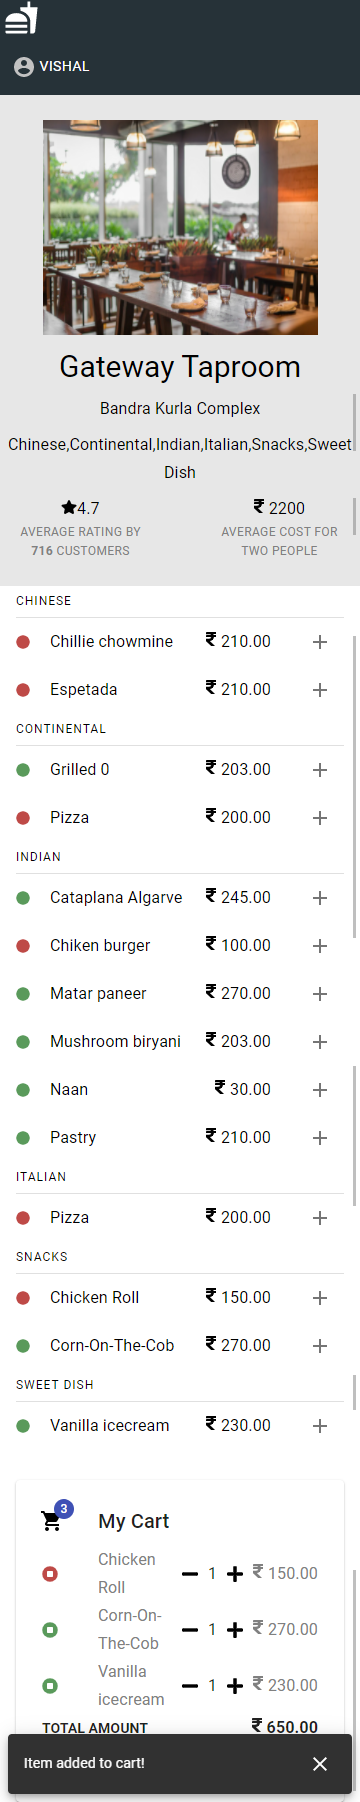 VISHAL
Gateway Taproom
Bandra Kurla Complex
Chinese,Continental,Indian,Italian,Snacks,Sweet
Dish
4.7
₹ 2200
AVERAGE RATING BY
716 CUSTOMERS
AVERAGE COST FOR
TWO PEOPLE
CHINESE
Chillie chowmine ₹ 210.00 +
Espetada ₹ 210.00 +
CONTINENTAL
Grilled 0 ₹ 203.00 +
Pizza ₹ 200.00 +
INDIAN
Cataplana Algarve ₹ 245.00 +
Chiken burger ₹ 100.00 +
Matar paneer ₹ 270.00 +
Mushroom biryani ₹ 203.00 +
Naan ₹ 30.00 +
Pastry ₹ 210.00 +
ITALIAN
Pizza ₹ 200.00 +
SNACKS
Chicken Roll ₹ 150.00 +
Corn-On-The-Cob ₹ 270.00 +
SWEET DISH
Vanilla icecream ₹ 230.00 +
3
My Cart
Chicken
Roll
− 1 + ₹ 150.00
Corn-On-
The-Cob
− 1 + ₹ 270.00
Vanilla
icecream
− 1 + ₹ 230.00
TOTAL AMOUNT ₹ 650.00
Item added to cart!